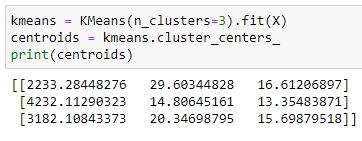 kmeans = KMeans(n_clusters=3).fit(X)
centroids = kmeans.cluster_centers_
print(centroids)
[[2233.28448276   29.60344828   16.61206897]
[4232.11290323   14.80645161   13.35483871]
[3182.10843373   20.34698795   15.69879518]]